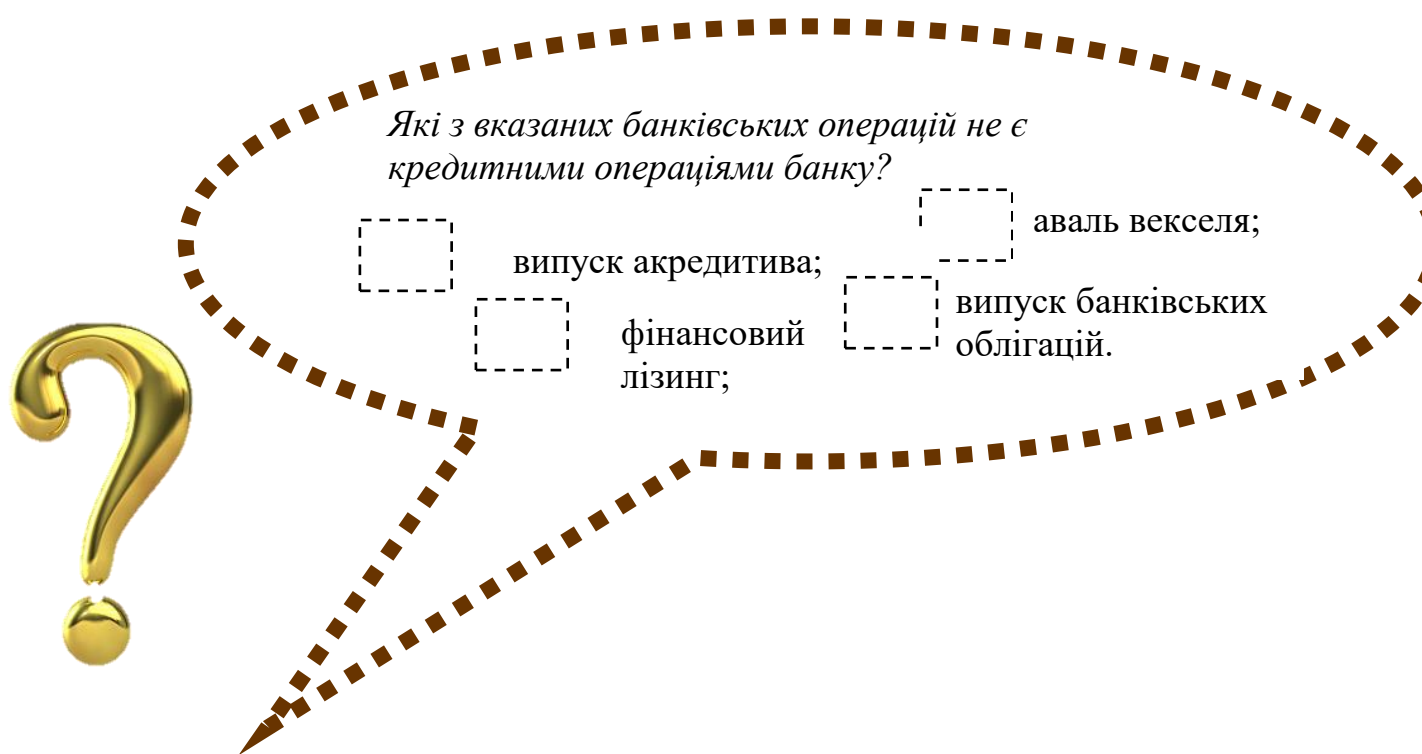 Які з вказаних банківських операцій не є
кредитними операціями банку?
випуск акредитива;
фінансовий
лізинг;
аваль векселя;
випуск банківських
облігацій.